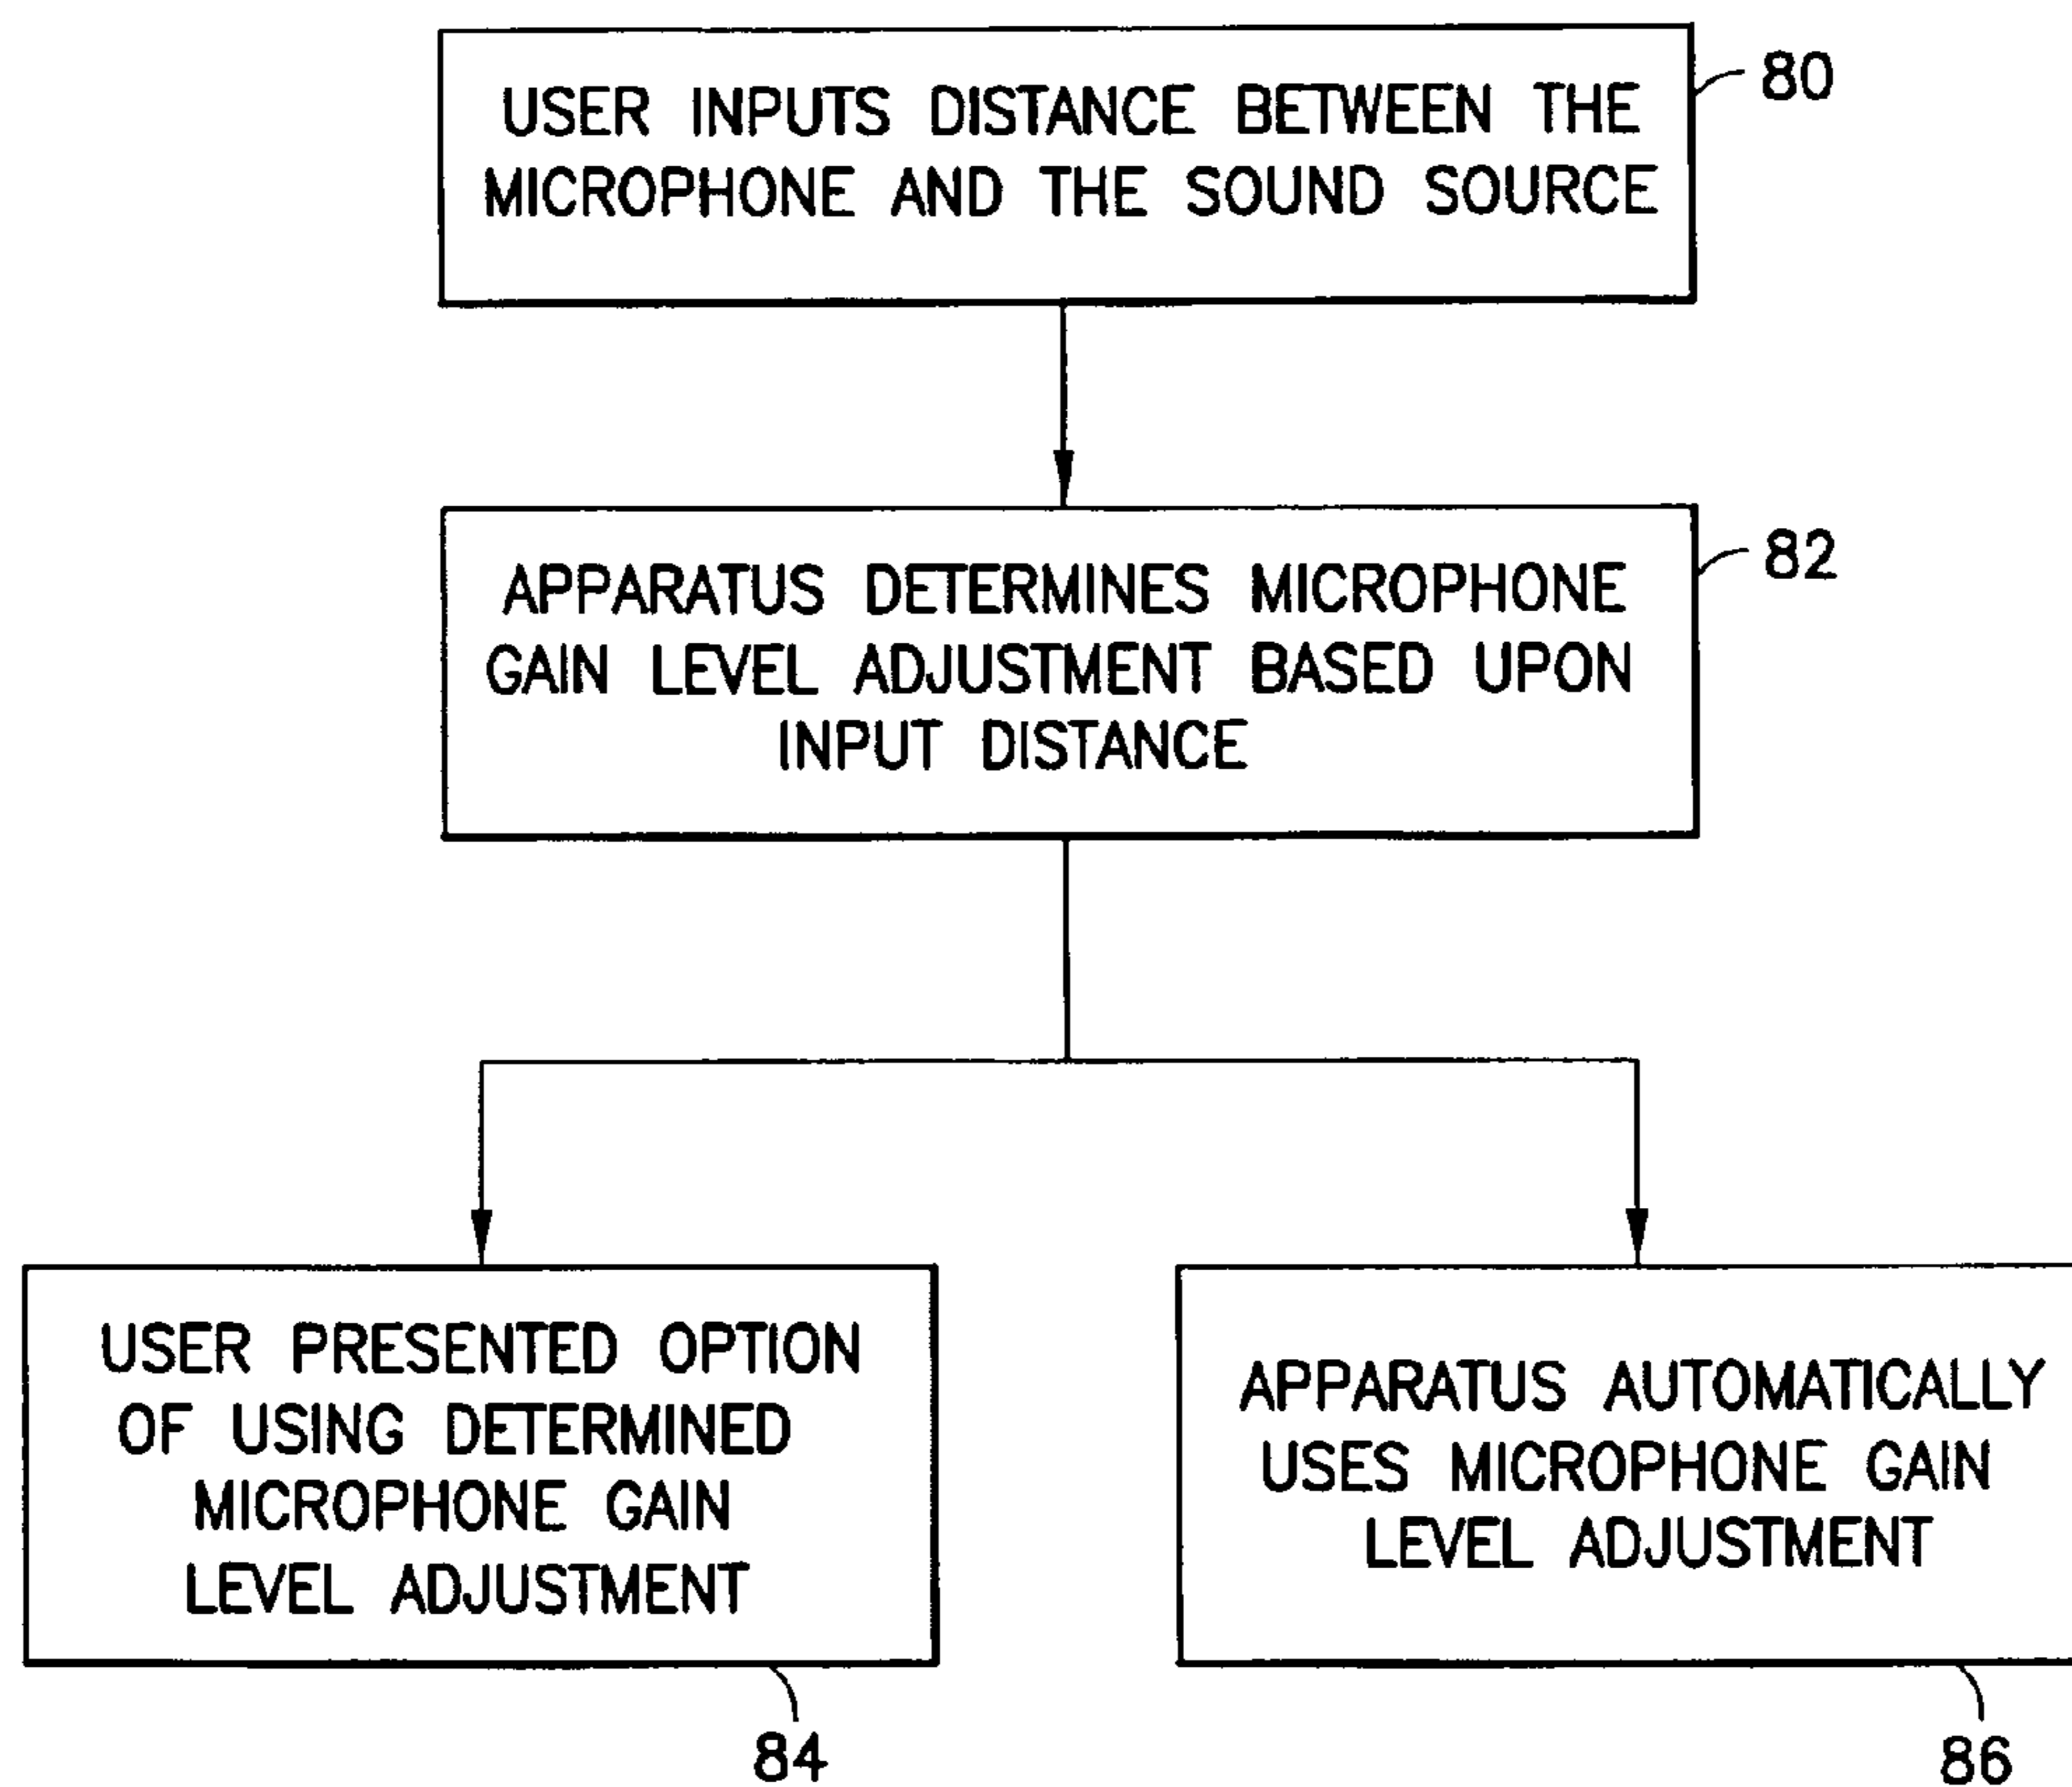 USER INPUTS DISTANCE BETWEEN THE
MICROPHONE AND THE SOUND SOURCE
80
APPARATUS DETERMINES MICROPHONE
GAIN LEVEL ADJUSTMENT BASED UPON
INPUT DISTANCE
82
USER PRESENTED OPTION
OF USING DETERMINED
MICROPHONE GAIN
LEVEL ADJUSTMENT
84
APPARATUS AUTOMATICALLY
USES MICROPHONE GAIN
LEVEL ADJUSTMENT
86